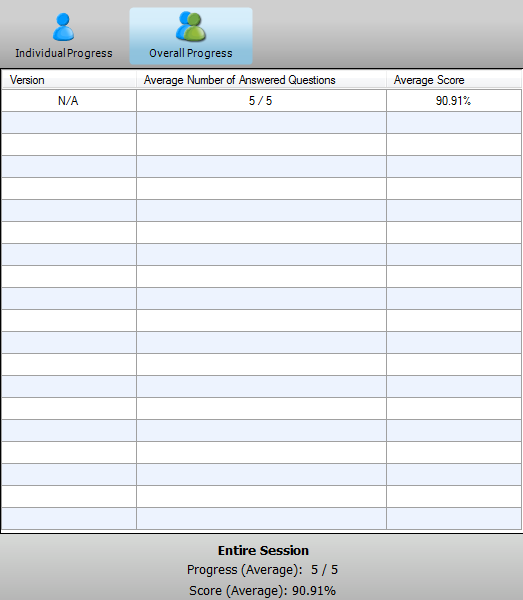 Individual Progress Overall Progress
Version Average Number of Answered Questions Average Score
N/A 5 / 5 90.91%
Entire Session
Progress (Average): 5 / 5
Score (Average): 90.91%